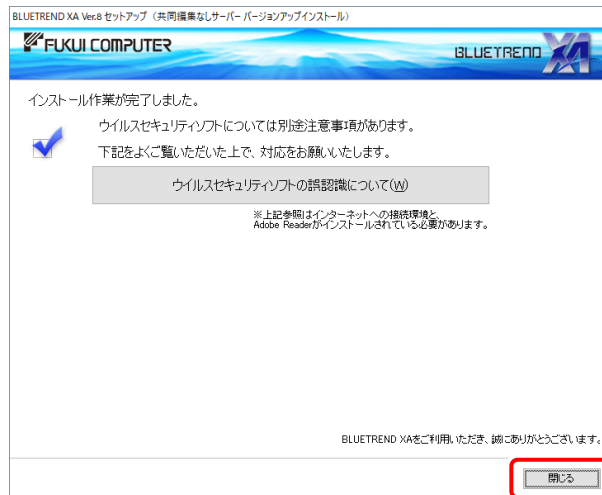 BLUETREND XA Ver.8 セットアップ（共同編集なしサーバー バージョンアップインストール）
FUKUI COMPUTER
BLUETREND XA
インストール作業が完了しました。
ウイルスセキュリティソフトについては別途注意事項があります。
下記をよくご覧いただいた上で、対応をお願いいたします。
ウイルスセキュリティソフトの誤認識について(W)
※上記参照はインターネットへの接続環境と、
Adobe Readerがインストールされている必要があります。
BLUETREND XAをご利用いただき、誠にありがとうございます。
閉じる